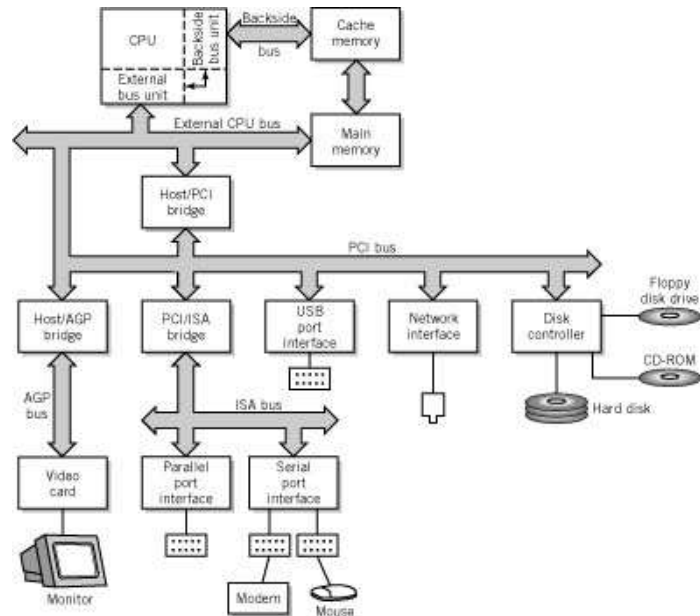 CPU
Backside
bus unit
External
bus unit
Backside
bus
Cache
memory
External CPU bus
Main
memory
Host/PCI
bridge
PCI bus
Host/AGP
bridge
PCI/ISA
bridge
USB
port
interface
Network
interface
Disk
controller
Floppy
disk drive
CD-ROM
Hard disk
AGP
bus
ISA bus
Video
card
Parallel
port
interface
Serial
port
interface
Monitor
Modem
Mouse